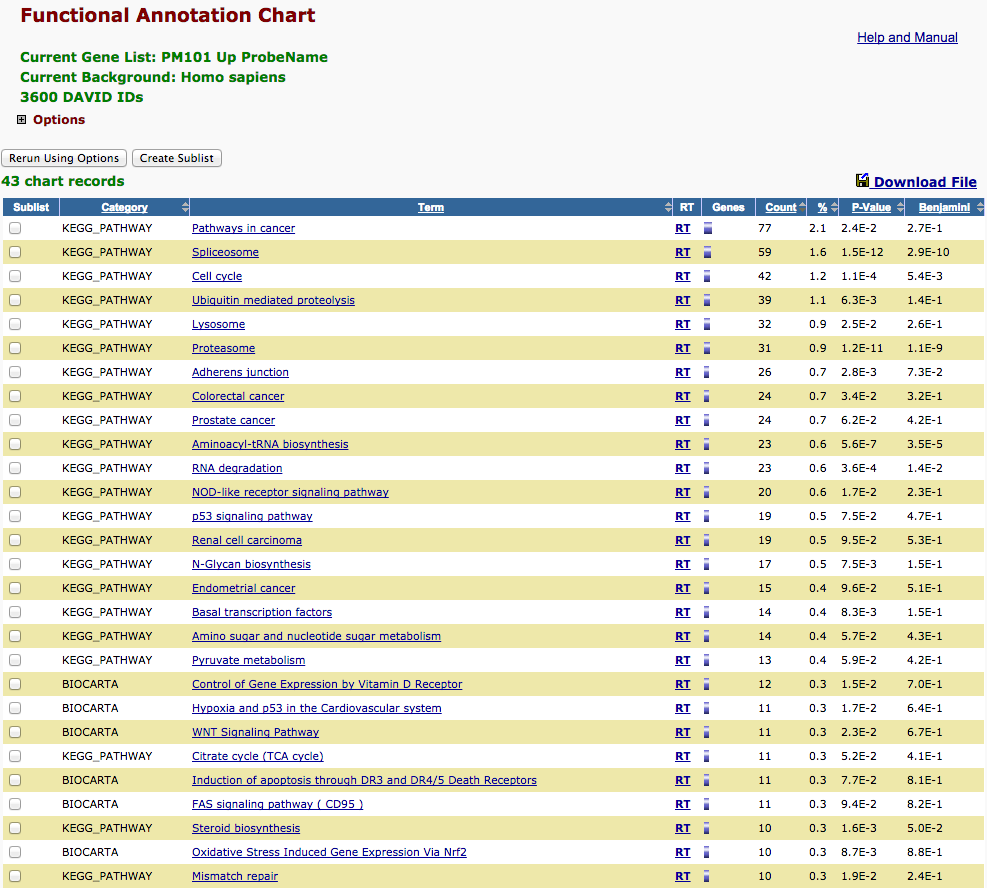 Functional Annotation Chart
Help and Manual
Current Gene List: PM101 Up ProbeName
Current Background: Homo sapiens
3600 DAVID IDs
Options
Rerun Using Options Create Sublist
43 chart records
Download File
Sublist Category Term RT Genes Count % P-Value Benjamini
KEGG_PATHWAY Pathways in cancer RT 77 2.1 2.4E-2 2.7E-1
KEGG_PATHWAY Spliceosome RT 59 1.6 1.5E-12 2.9E-10
KEGG_PATHWAY Cell cycle RT 42 1.2 1.1E-4 5.4E-3
KEGG_PATHWAY Ubiquitin mediated proteolysis RT 39 1.1 6.3E-3 1.4E-1
KEGG_PATHWAY Lysosome RT 32 0.9 2.5E-2 2.6E-1
KEGG_PATHWAY Proteasome RT 31 0.9 1.2E-11 1.1E-9
KEGG_PATHWAY Adherens junction RT 26 0.7 2.8E-3 7.3E-2
KEGG_PATHWAY Colorectal cancer RT 24 0.7 3.4E-2 3.2E-1
KEGG_PATHWAY Prostate cancer RT 24 0.7 6.2E-2 4.2E-1
KEGG_PATHWAY Aminoacyl-tRNA biosynthesis RT 23 0.6 5.6E-7 3.5E-5
KEGG_PATHWAY RNA degradation RT 23 0.6 3.6E-4 1.4E-2
KEGG_PATHWAY NOD-like receptor signaling pathway RT 20 0.6 1.7E-2 2.3E-1
KEGG_PATHWAY p53 signaling pathway RT 19 0.5 7.5E-2 4.7E-1
KEGG_PATHWAY Renal cell carcinoma RT 19 0.5 9.5E-2 5.3E-1
KEGG_PATHWAY N-Glycan biosynthesis RT 17 0.5 7.5E-3 1.5E-1
KEGG_PATHWAY Endometrial cancer RT 15 0.4 9.6E-2 5.1E-1
KEGG_PATHWAY Basal transcription factors RT 14 0.4 8.3E-3 1.5E-1
KEGG_PATHWAY Amino sugar and nucleotide sugar metabolism RT 14 0.4 5.7E-2 4.3E-1
KEGG_PATHWAY Pyruvate metabolism RT 13 0.4 5.9E-2 4.2E-1
BIOCARTA Control of Gene Expression by Vitamin D Receptor RT 12 0.3 1.5E-2 7.0E-1
BIOCARTA Hypoxia and p53 in the Cardiovascular system RT 11 0.3 1.7E-2 6.4E-1
BIOCARTA WNT Signaling Pathway RT 11 0.3 2.3E-2 6.7E-1
KEGG_PATHWAY Citrate cycle (TCA cycle) RT 11 0.3 5.2E-2 4.1E-1
BIOCARTA Induction of apoptosis through DR3 and DR4/5 Death Receptors RT 11 0.3 7.7E-2 8.1E-1
BIOCARTA FAS signaling pathway ( CD95 ) RT 11 0.3 9.4E-2 8.2E-1
KEGG_PATHWAY Steroid biosynthesis RT 10 0.3 1.6E-3 5.0E-2
BIOCARTA Oxidative Stress Induced Gene Expression Via Nrf2 RT 10 0.3 8.7E-3 8.8E-1
KEGG_PATHWAY Mismatch repair RT 10 0.3 1.9E-2 2.4E-1